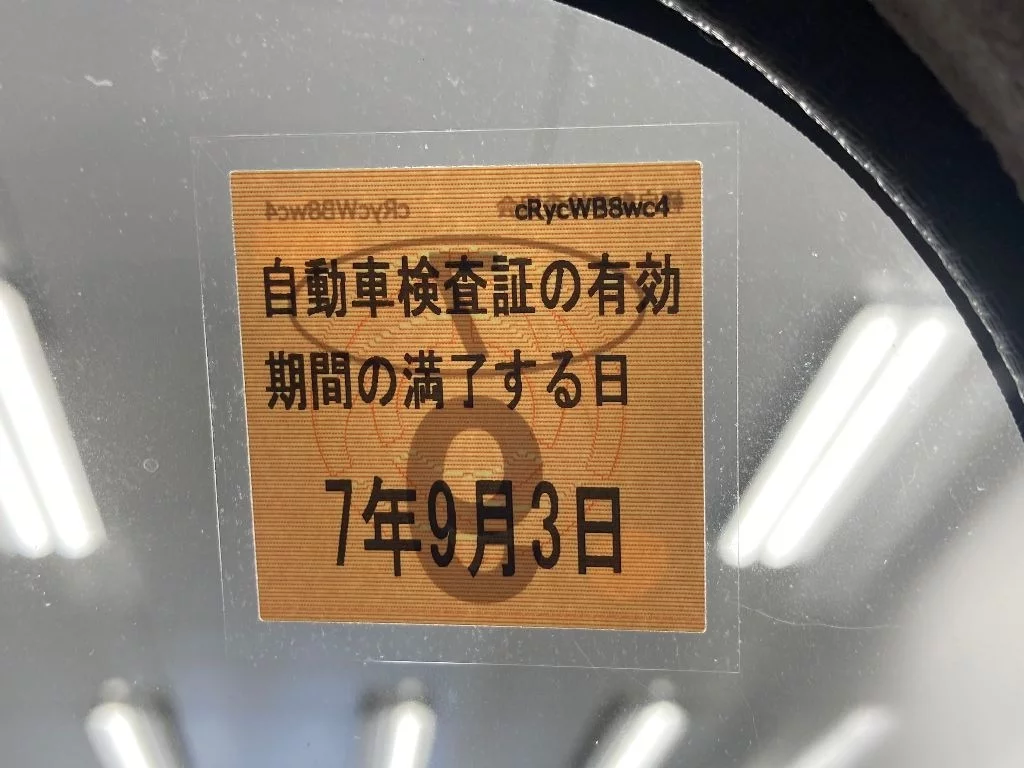 cRycWB8wc4
自動車検査証の有効
期間の満了する日
7年9月3日